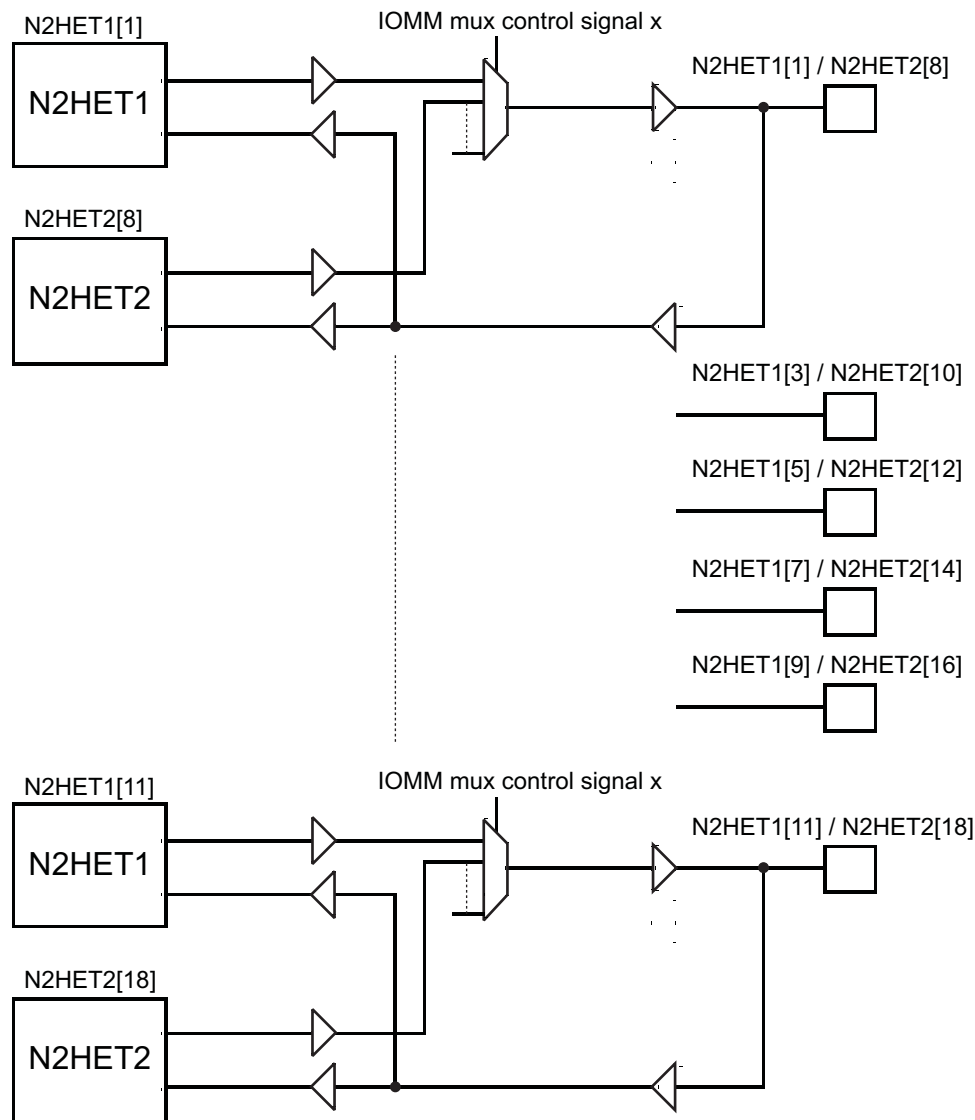 N2HET1[1]
IOMM mux control signal x
N2HET1[1] / N2HET2[8]
N2HET1
N2HET2[8]
N2HET2
N2HET1[3] / N2HET2[10]
N2HET1[5] / N2HET2[12]
N2HET1[7] / N2HET2[14]
N2HET1[9] / N2HET2[16]
N2HET1[11]
IOMM mux control signal x
N2HET1[11] / N2HET2[18]
N2HET1
N2HET2[18]
N2HET2